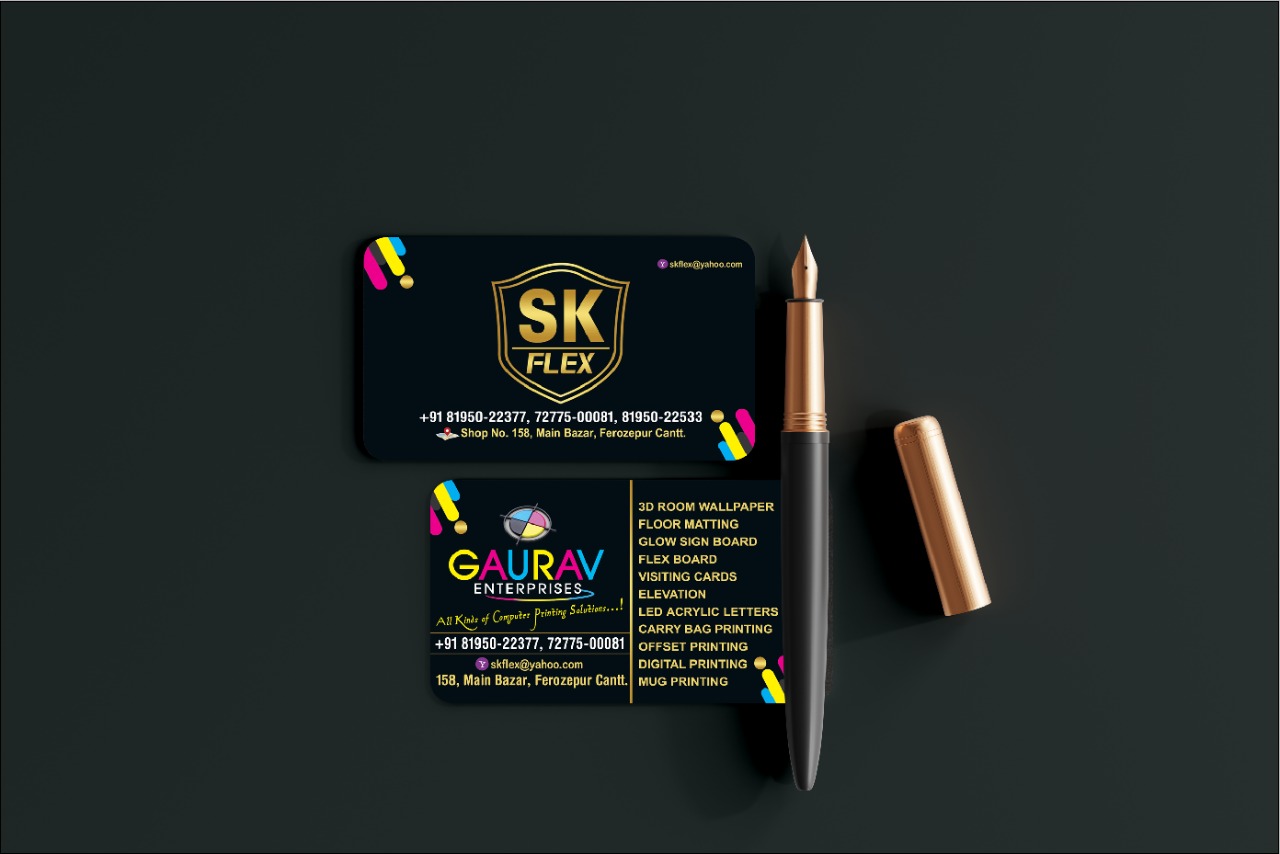 skflex@yahoo.com
SK
FLEX
+91 81950-22377, 72775-00081, 81950-22533
Shop No. 158, Main Bazar, Ferozepur Cantt.
GAURAV
ENTERPRISES
All Kinds of Computer Printing Solutions...!
+91 81950-22377, 72775-00081
skflex@yahoo.com
158, Main Bazar, Ferozepur Cantt.
3D ROOM WALLPAPER
FLOOR MATTING
GLOW SIGN BOARD
FLEX BOARD
VISITING CARDS
ELEVATION
LED ACRYLIC LETTERS
CARRY BAG PRINTING
OFFSET PRINTING
DIGITAL PRINTING
MUG PRINTING